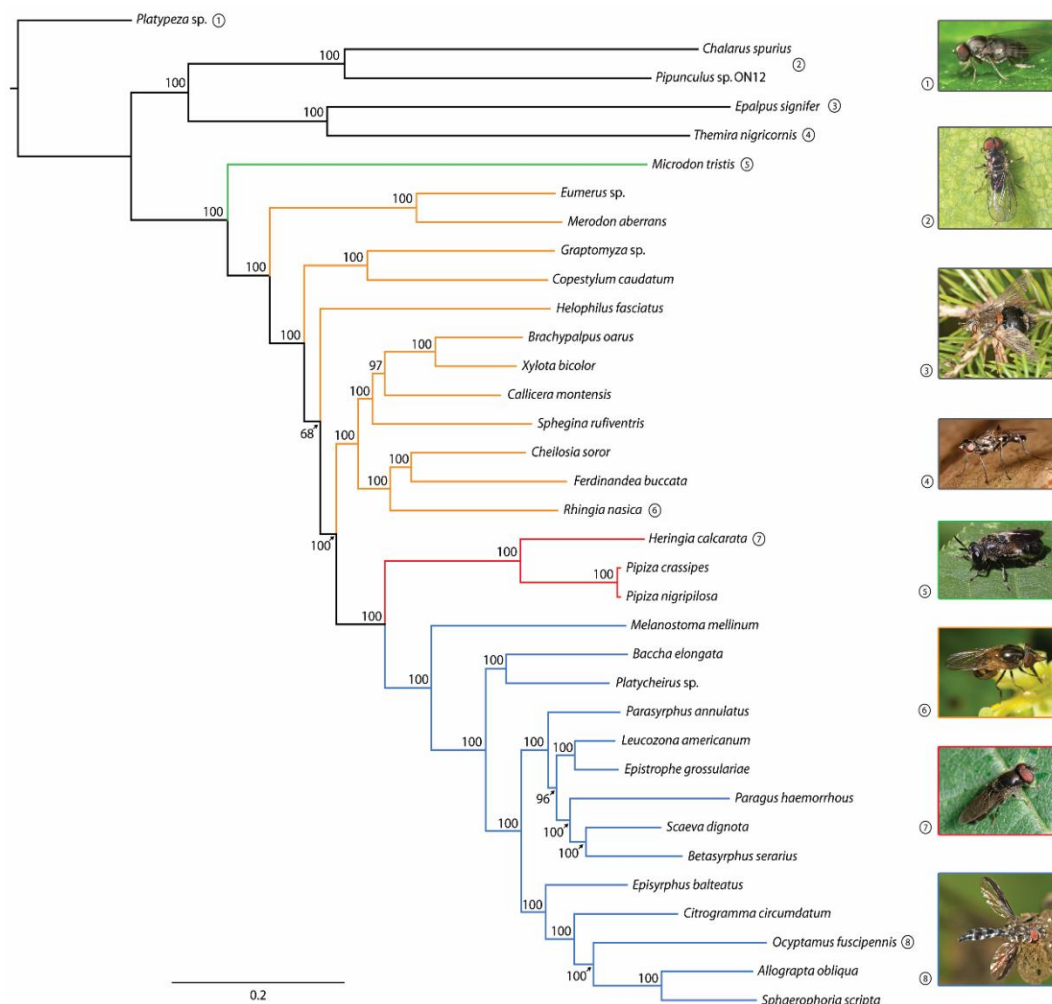 Platypeza sp. ①
100
Chalarus spurius
②
100
Pipunculus sp. ON12
100
Epalpus signifer ③
Themira nigricornis ④
Microdon tristis ⑤
100
100
Eumerus sp.
Merodon aberrans
100
100
Graptomyza sp.
Copestylum caudatum
100
Helophilus fasciatus
68
100
Brachypalpus oarus
Xylota bicolor
97
Callicera montensis
100
Sphegina rufiventris
100
100
Cheilosia soror
Ferdinandea buccata
100
Rhingia nasica ⑥
100
100
Heringia calcarata ⑦
100
Pipiza crassipes
Pipiza nigripilosa
100
Melanostoma mellinum
100
100
Baccha elongata
Platycheirus sp.
100
100
Parasyrphus annulatus
100
Leucozona americanum
Epistrophe grossulariae
96
Paragus haemorrhous
100
Scaeva dignota
100
Betasyrphus serarius
100
100
Episyrphus balteatus
100
Citrogramma circumdatum
100
Ocyptamus fuscipennis ⑧
100
Allograpta obliqua
Sphaerophoria scripta
0.2
①
②
③
④
⑤
⑥
⑦
⑧